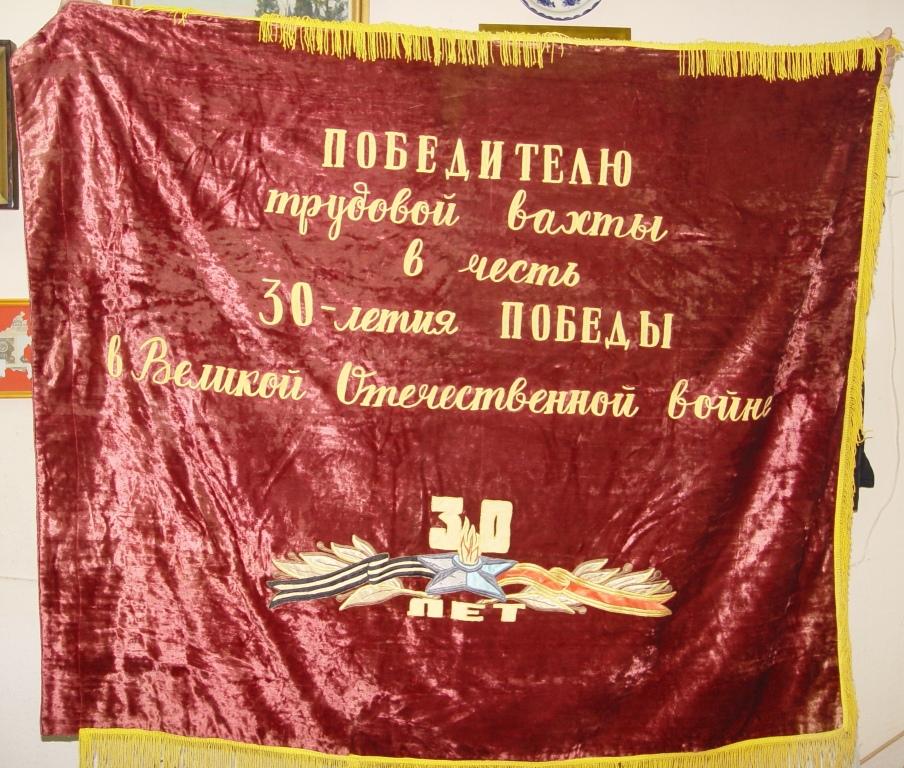 ПОБЕДИТЕЛЮ
трудовой вахты
в честь
30-летия ПОБЕДЫ
в Великой Отечественной войне
30
ЛЕТ